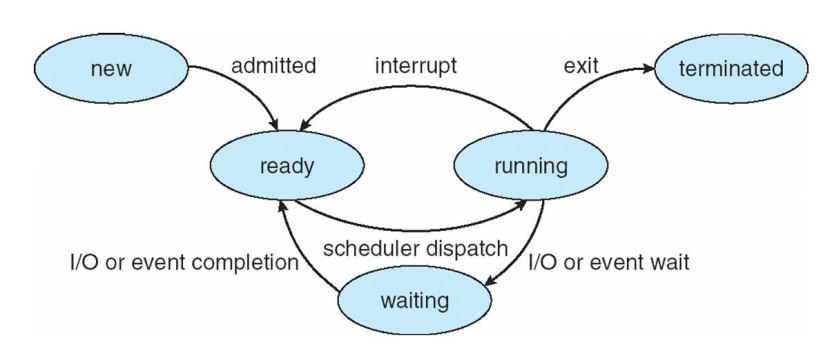 new
admitted
interrupt
exit
terminated
ready
running
scheduler dispatch
I/O or event completion
I/O or event wait
waiting